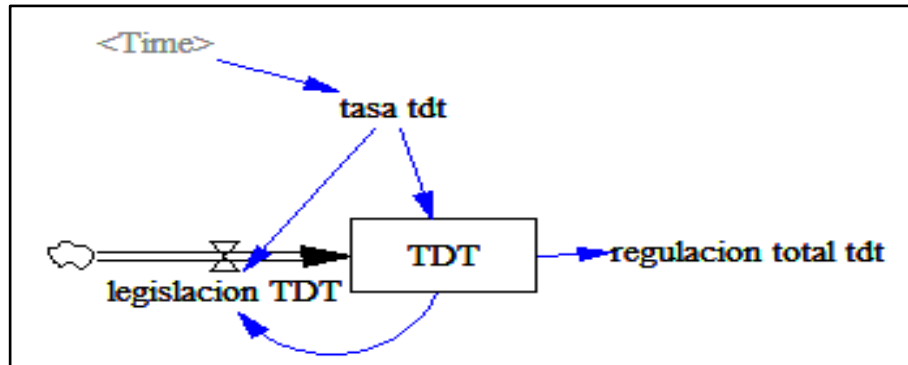 <Time>
tasa tdt
TDT
regulacion total tdt
legislacion TDT